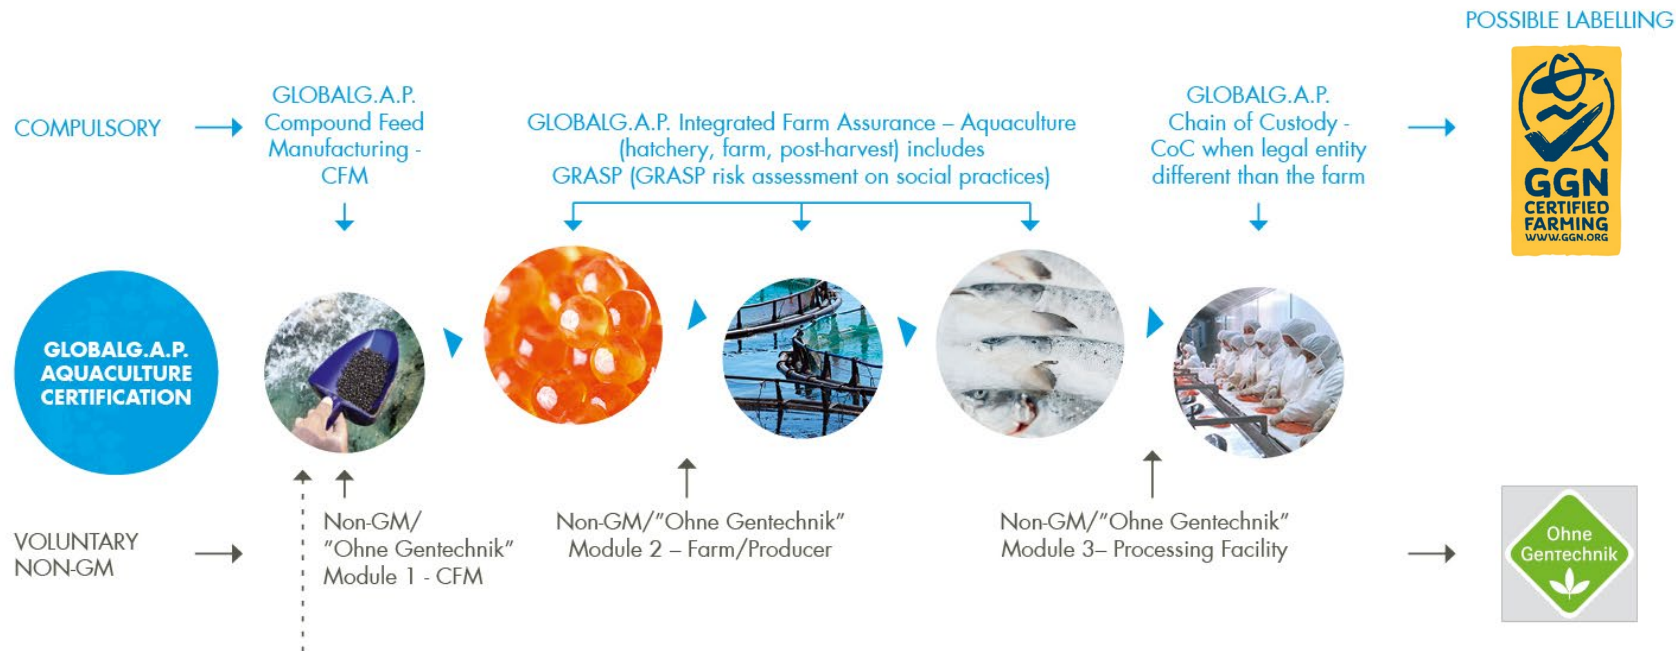 POSSIBLE LABELLING
COMPULSORY
GLOBALG.A.P.
Compound Feed
Manufacturing -
CFM
GLOBALG.A.P. Integrated Farm Assurance – Aquaculture
(hatchery, farm, post-harvest) includes
GRASP (GRASP risk assessment on social practices)
GLOBALG.A.P.
Chain of Custody -
CoC when legal entity
different than the farm
GGN
CERTIFIED
FARMING
WWW.GGN.ORG
GLOBALG.A.P.
AQUACULTURE
CERTIFICATION
VOLUNTARY
NON-GM
Non-GM/
"Ohne Gentechnik"
Module 1 - CFM
Non-GM/"Ohne Gentechnik"
Module 2 – Farm/Producer
Non-GM/"Ohne Gentechnik"
Module 3– Processing Facility
Ohne
GenTechnik